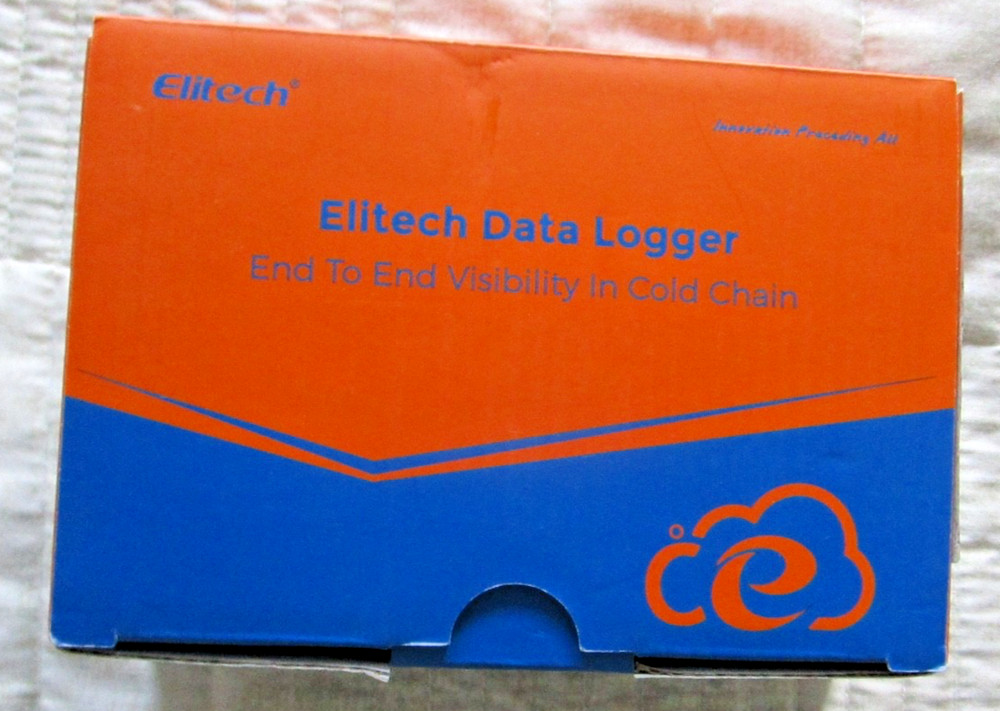 Elitech®
Innovation Preceding All
Elitech Data Logger
End To End Visibility In Cold Chain
°C e